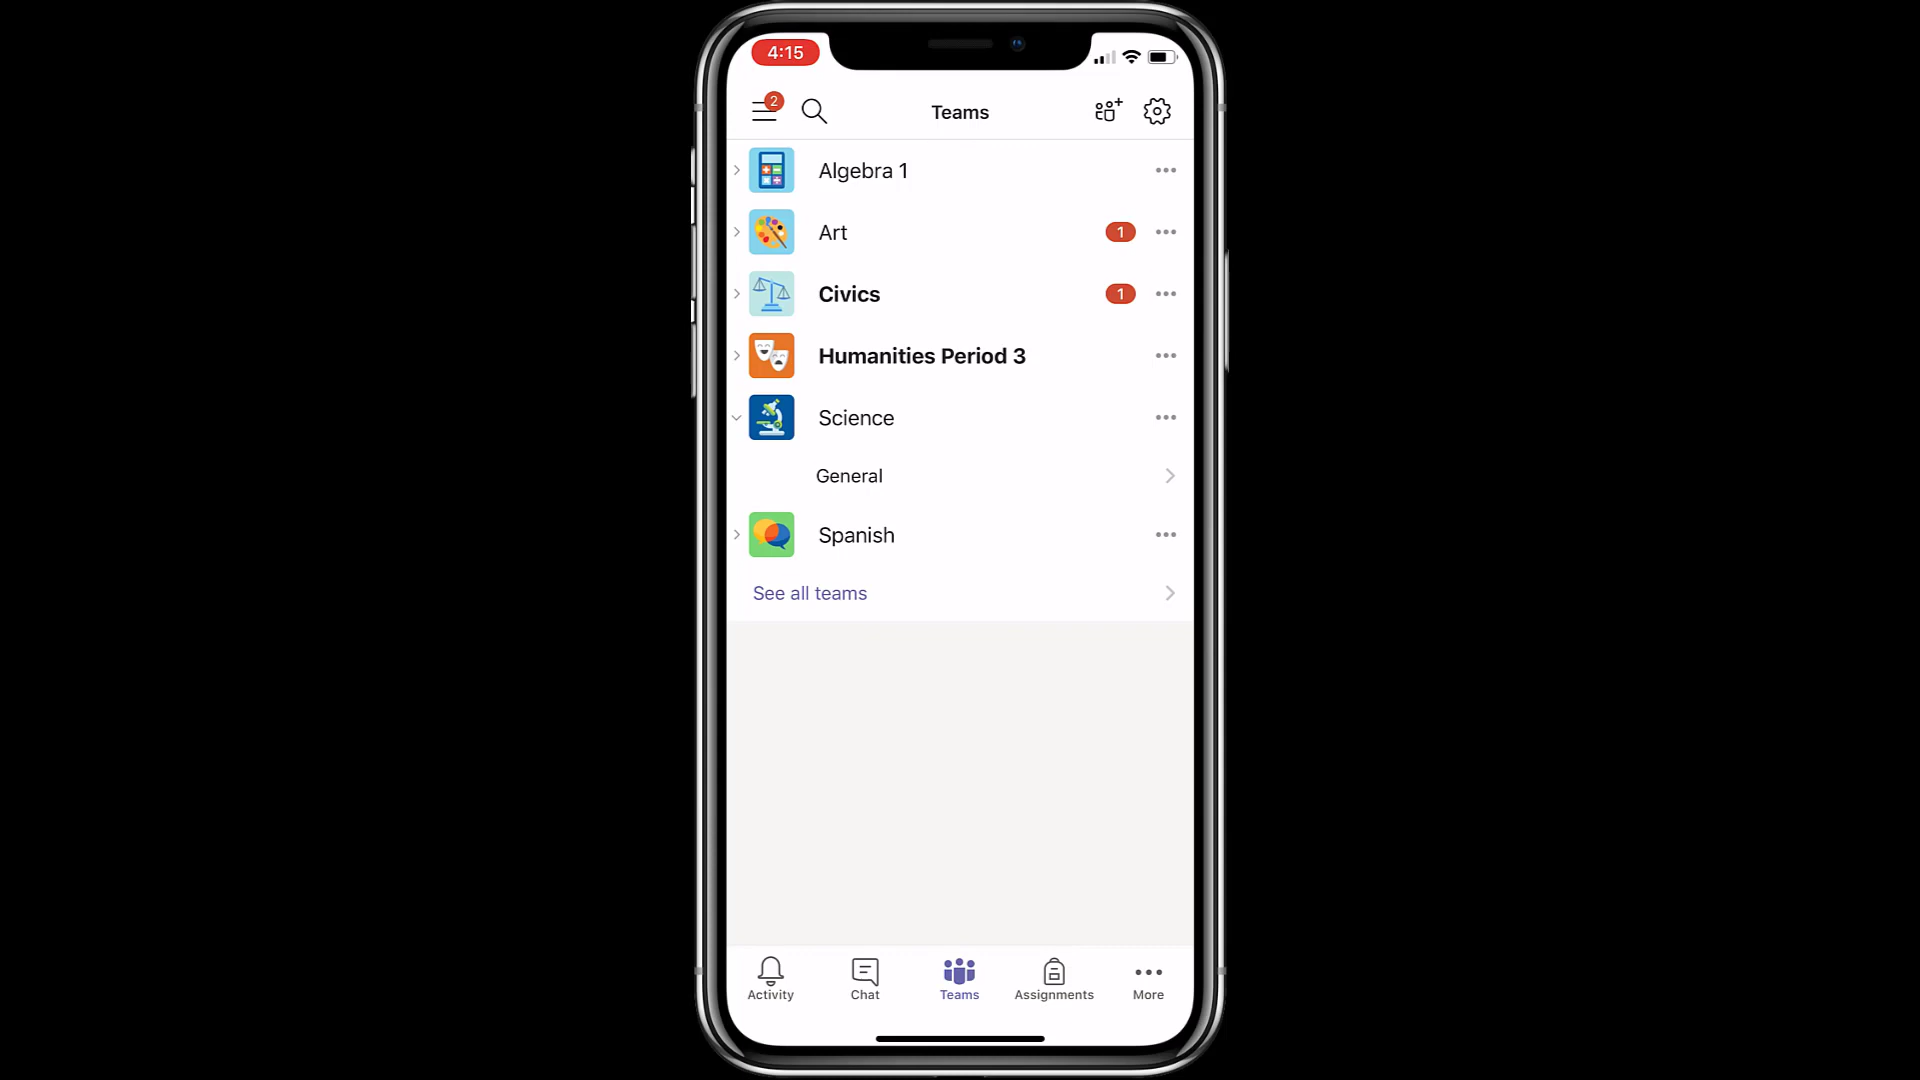 4:15
2
Teams
Algebra 1
Art 1
Civics 1
Humanities Period 3
Science
General
Spanish
See all teams
Activity Chat Teams Assignments More